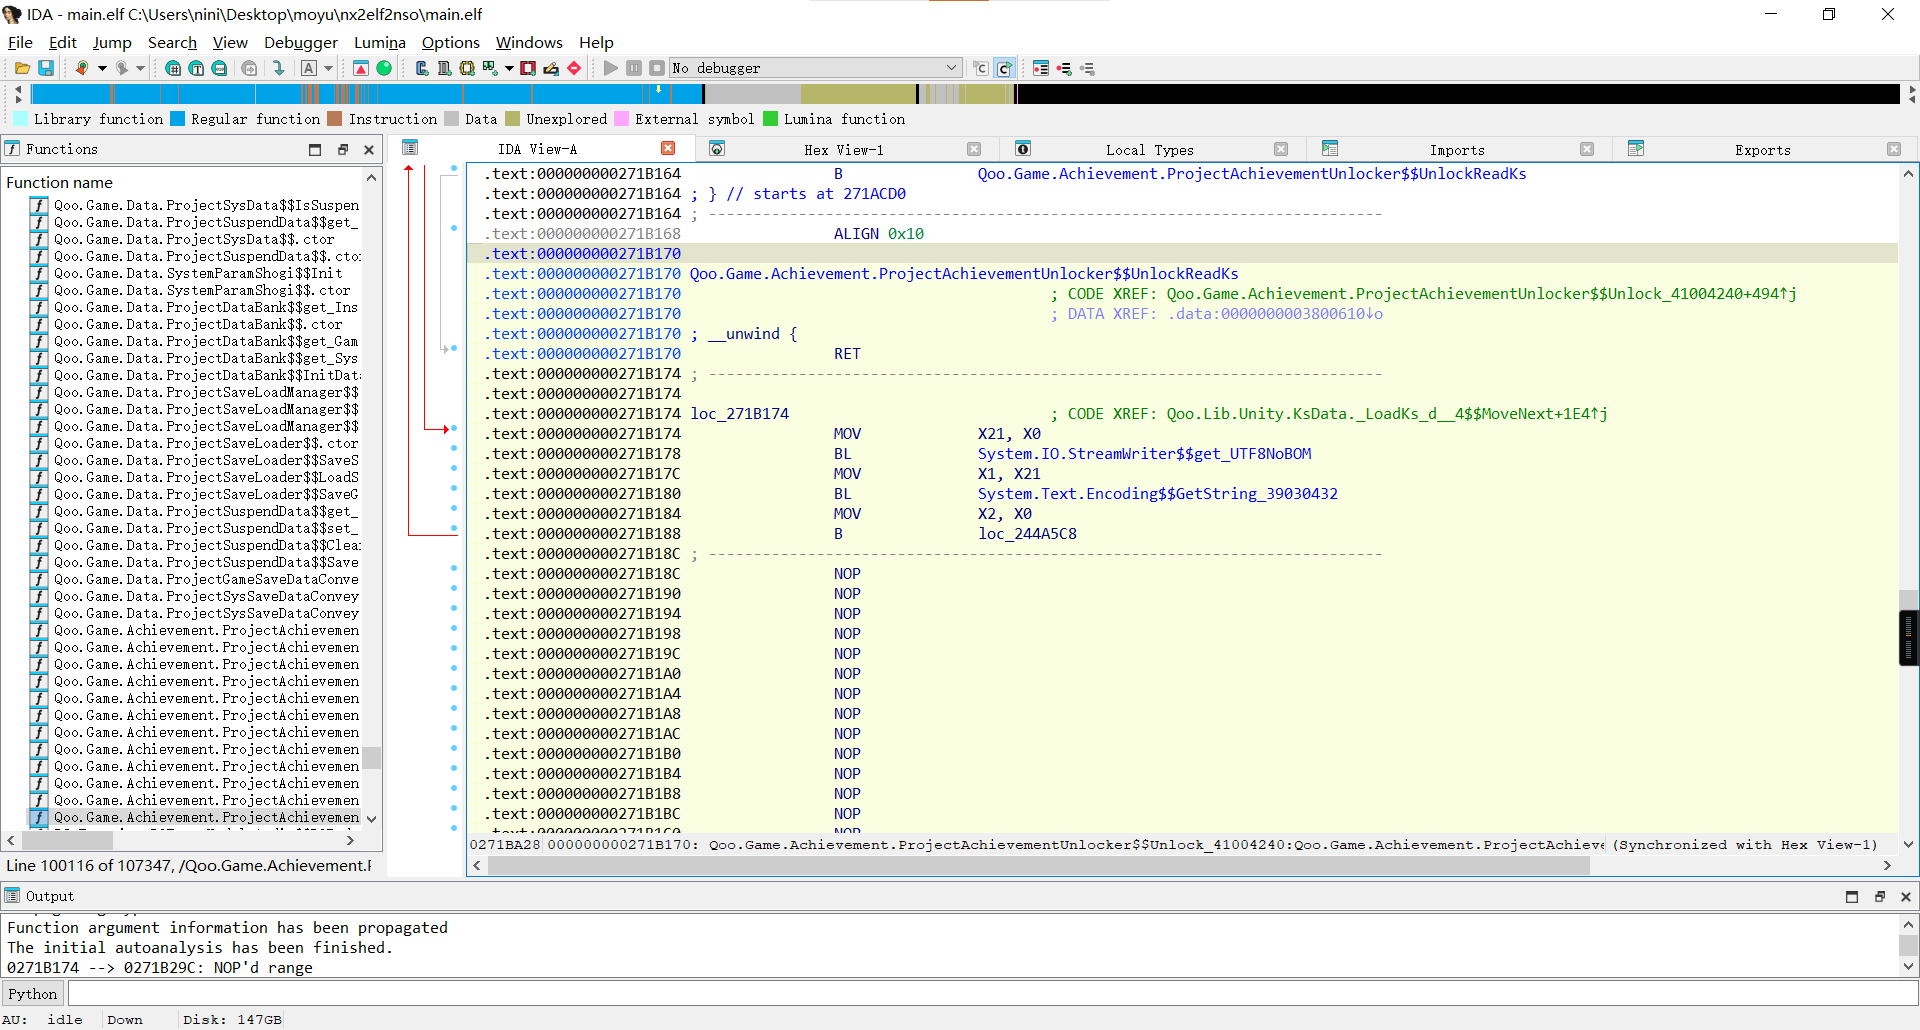 IDA - main.elf C:\Users\nini\Desktop\moyu\nx2elf2nso\main.elf
File Edit Jump Search View Debugger Lumina Options Windows Help
No debugger
Library function Regular function Instruction Data Unexplored External symbol Lumina function
Functions
IDA View-A Hex View-1 Local Types Imports Exports
Function name
Qoo.Game.Data.ProjectSysData$$IsSuspen
Qoo.Game.Data.ProjectSuspendData$$get_
Qoo.Game.Data.ProjectSysData$$.ctor
Qoo.Game.Data.ProjectSuspendData$$.cto
Qoo.Game.Data.SystemParamShogi$$Init
Qoo.Game.Data.SystemParamShogi$$.ctor
Qoo.Game.Data.ProjectDataBank$$get_Ins
Qoo.Game.Data.ProjectDataBank$$.ctor
Qoo.Game.Data.ProjectDataBank$$get_Gam
Qoo.Game.Data.ProjectDataBank$$get_Sys
Qoo.Game.Data.ProjectDataBank$$InitData
Qoo.Game.Data.ProjectSaveLoadManager$$
Qoo.Game.Data.ProjectSaveLoadManager$$
Qoo.Game.Data.ProjectSaveLoadManager$$
Qoo.Game.Data.ProjectSaveLoader$$.ctor
Qoo.Game.Data.ProjectSaveLoader$$SaveS
Qoo.Game.Data.ProjectSaveLoader$$LoadS
Qoo.Game.Data.ProjectSaveLoader$$SaveG
Qoo.Game.Data.ProjectSuspendData$$get_
Qoo.Game.Data.ProjectSuspendData$$set_
Qoo.Game.Data.ProjectSuspendData$$Clea
Qoo.Game.Data.ProjectSuspendData$$Save
Qoo.Game.Data.ProjectGameSaveDataConve
Qoo.Game.Data.ProjectSysSaveDataConvey
Qoo.Game.Data.ProjectSysSaveDataConvey
Qoo.Game.Achievement.ProjectAchievemen
Qoo.Game.Achievement.ProjectAchievemen
Qoo.Game.Achievement.ProjectAchievemen
Qoo.Game.Achievement.ProjectAchievemen
Qoo.Game.Achievement.ProjectAchievemen
Qoo.Game.Achievement.ProjectAchievemen
Qoo.Game.Achievement.ProjectAchievemen
Qoo.Game.Achievement.ProjectAchievemen
Qoo.Game.Achievement.ProjectAchievemen
Qoo.Game.Achievement.ProjectAchievemen
Qoo.Game.Achievement.ProjectAchievemen
Qoo.Game.Achievement.ProjectAchievemen
Line 100116 of 107347, /Qoo.Game.Achievement.F
.text:000000000271B164 B Qoo.Game.Achievement.ProjectAchievementUnlocker$$UnlockReadKs
.text:000000000271B164 ; } // starts at 271ACD0
.text:000000000271B164 ; ---------------------------------------------------------------------------
.text:000000000271B168 ALIGN 0x10
.text:000000000271B170
.text:000000000271B170 Qoo.Game.Achievement.ProjectAchievementUnlocker$$UnlockReadKs
.text:000000000271B170 ; CODE XREF: Qoo.Game.Achievement.ProjectAchievementUnlocker$$Unlock_41004240+494↑j
.text:000000000271B170 ; DATA XREF: .data:0000000003800610↓o
.text:000000000271B170 ; __unwind {
.text:000000000271B170 RET
.text:000000000271B174 ; ---------------------------------------------------------------------------
.text:000000000271B174
.text:000000000271B174 loc_271B174 ; CODE XREF: Qoo.Lib.Unity.KsData._LoadKs_d__4$$MoveNext+1E4↑j
.text:000000000271B174 MOV X21, X0
.text:000000000271B178 BL System.IO.StreamWriter$$get_UTF8NoBOM
.text:000000000271B17C MOV X1, X21
.text:000000000271B180 BL System.Text.Encoding$$GetString_39030432
.text:000000000271B184 MOV X2, X0
.text:000000000271B188 B loc_244A5C8
.text:000000000271B18C ; ---------------------------------------------------------------------------
.text:000000000271B18C NOP
.text:000000000271B190 NOP
.text:000000000271B194 NOP
.text:000000000271B198 NOP
.text:000000000271B19C NOP
.text:000000000271B1A0 NOP
.text:000000000271B1A4 NOP
.text:000000000271B1A8 NOP
.text:000000000271B1AC NOP
.text:000000000271B1B0 NOP
.text:000000000271B1B4 NOP
.text:000000000271B1B8 NOP
.text:000000000271B1BC NOP
.text:000000000271B1C0 NOP
0271BA28 000000000271B170: Qoo.Game.Achievement.ProjectAchievementUnlocker$$Unlock_41004240:Qoo.Game.Achievement.ProjectAchieve (Synchronized with Hex View-1)
Output
Function argument information has been propagated
The initial autoanalysis has been finished.
0271B174 --> 0271B29C: NOP'd range
Python
AU: idle Down Disk: 147GB